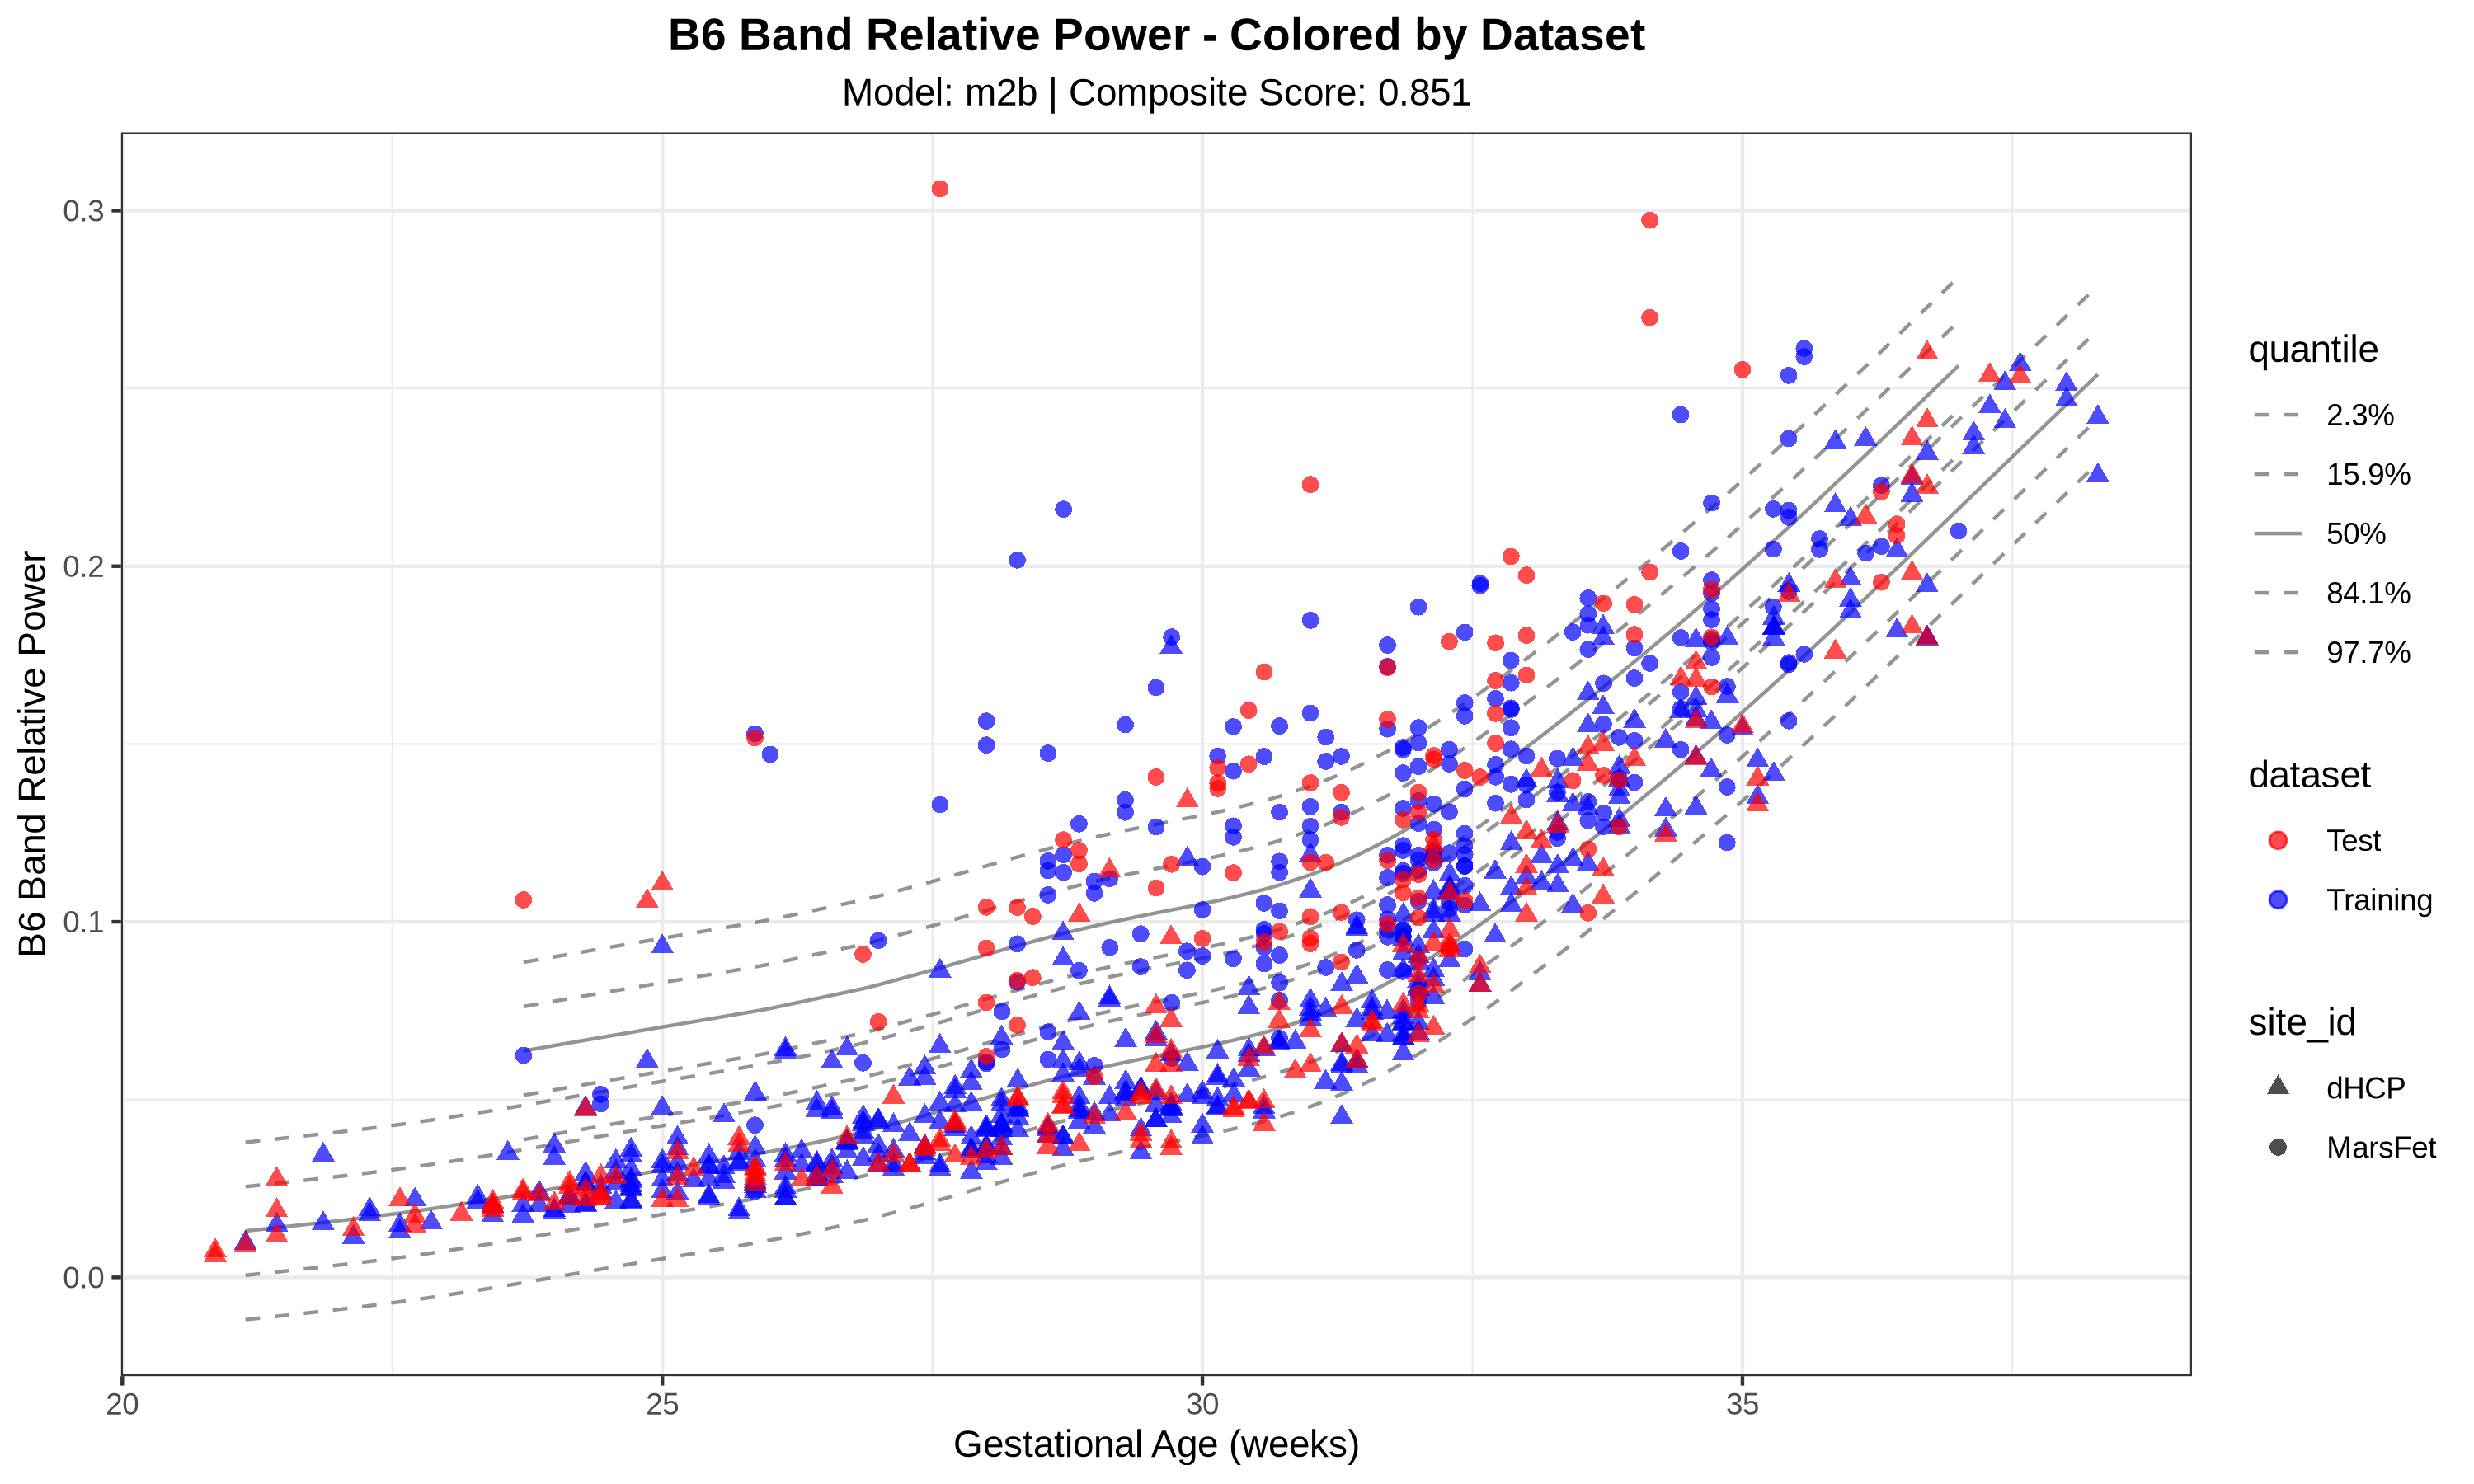 B6 Band Relative Power - Colored by Dataset
Model: m2b | Composite Score: 0.851
B6 Band Relative Power
0.3
0.2
0.1
0.0
20
25
30
35
Gestational Age (weeks)
quantile
2.3%
15.9%
50%
84.1%
97.7%
dataset
Test
Training
site_id
dHCP
MarsFet